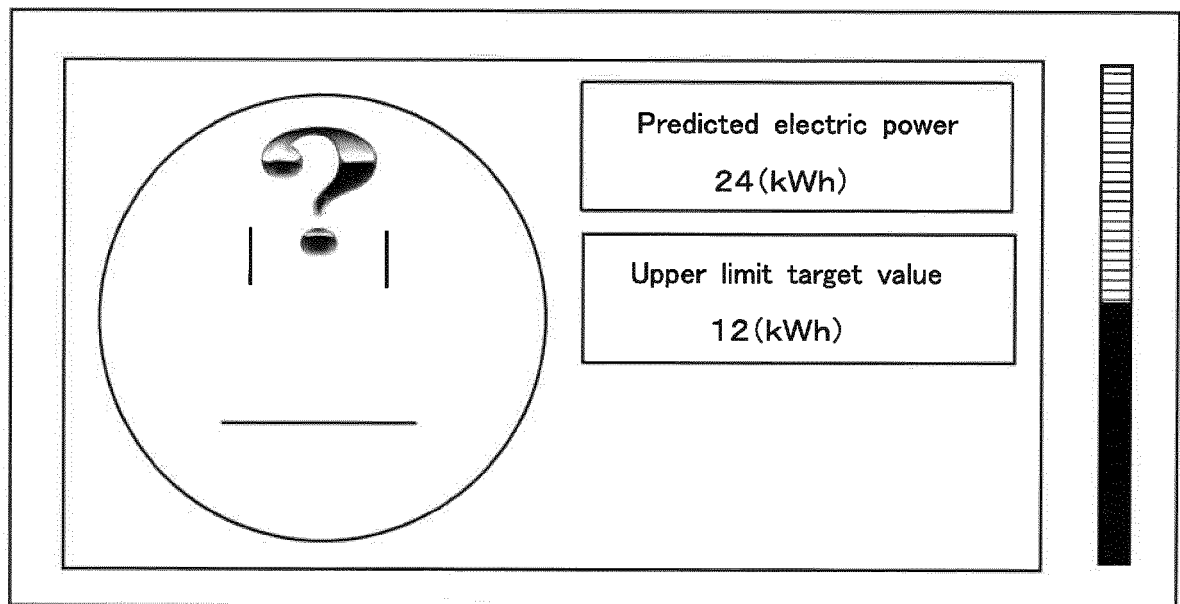 ?
Predicted electric power
24(kWh)
Upper limit target value
12(kWh)